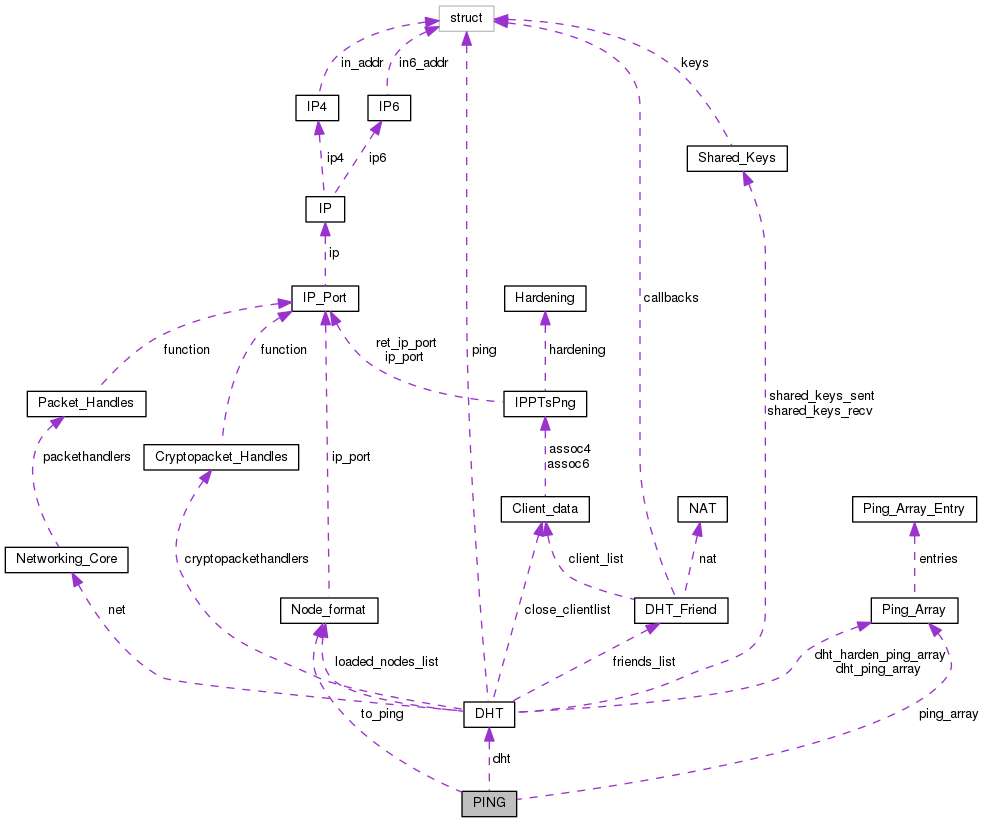 struct
in_addr
in6_addr
keys
IP4
IP6
ip4
ip6
Shared_Keys
IP
ip
IP_Port
Hardening
callbacks
function
function
ret_ip_port
ip_port
ping
hardening
Packet_Handles
IPPTsPng
shared_keys_sent
shared_keys_recv
packethandlers
Cryptopacket_Handles
ip_port
assoc4
assoc6
Client_data
NAT
Ping_Array_Entry
Networking_Core
cryptopackethandlers
client_list
nat
entries
net
Node_format
close_clientlist
DHT_Friend
Ping_Array
loaded_nodes_list
friends_list
dht_harden_ping_array
dht_ping_array
to_ping
DHT
ping_array
dht
PING